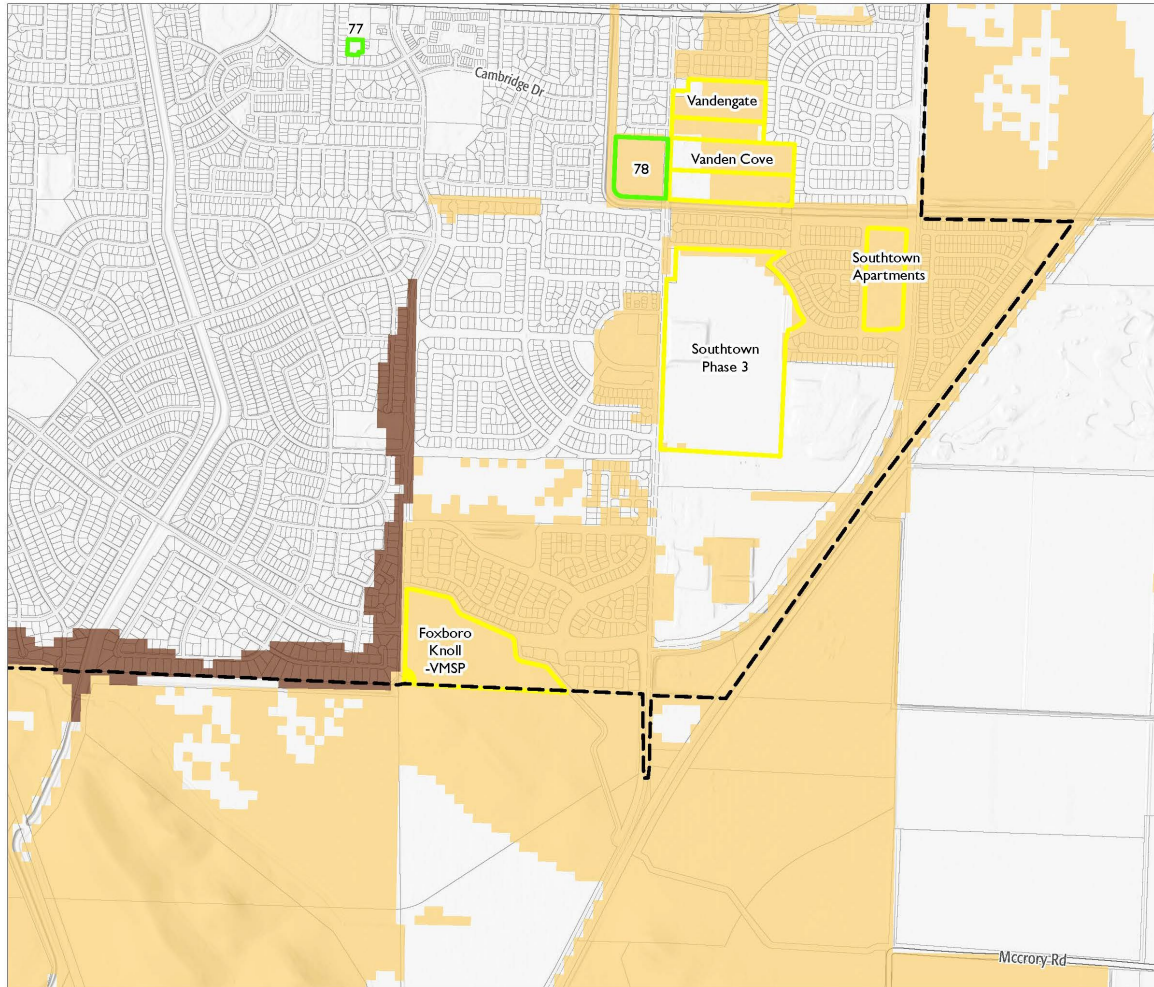 77
Cambridge Dr
Vandengate
78
Vanden Cove
Southtown
Apartments
Southtown
Phase 3
Foxboro
Knoll
-VMSP
Mccrory Rd